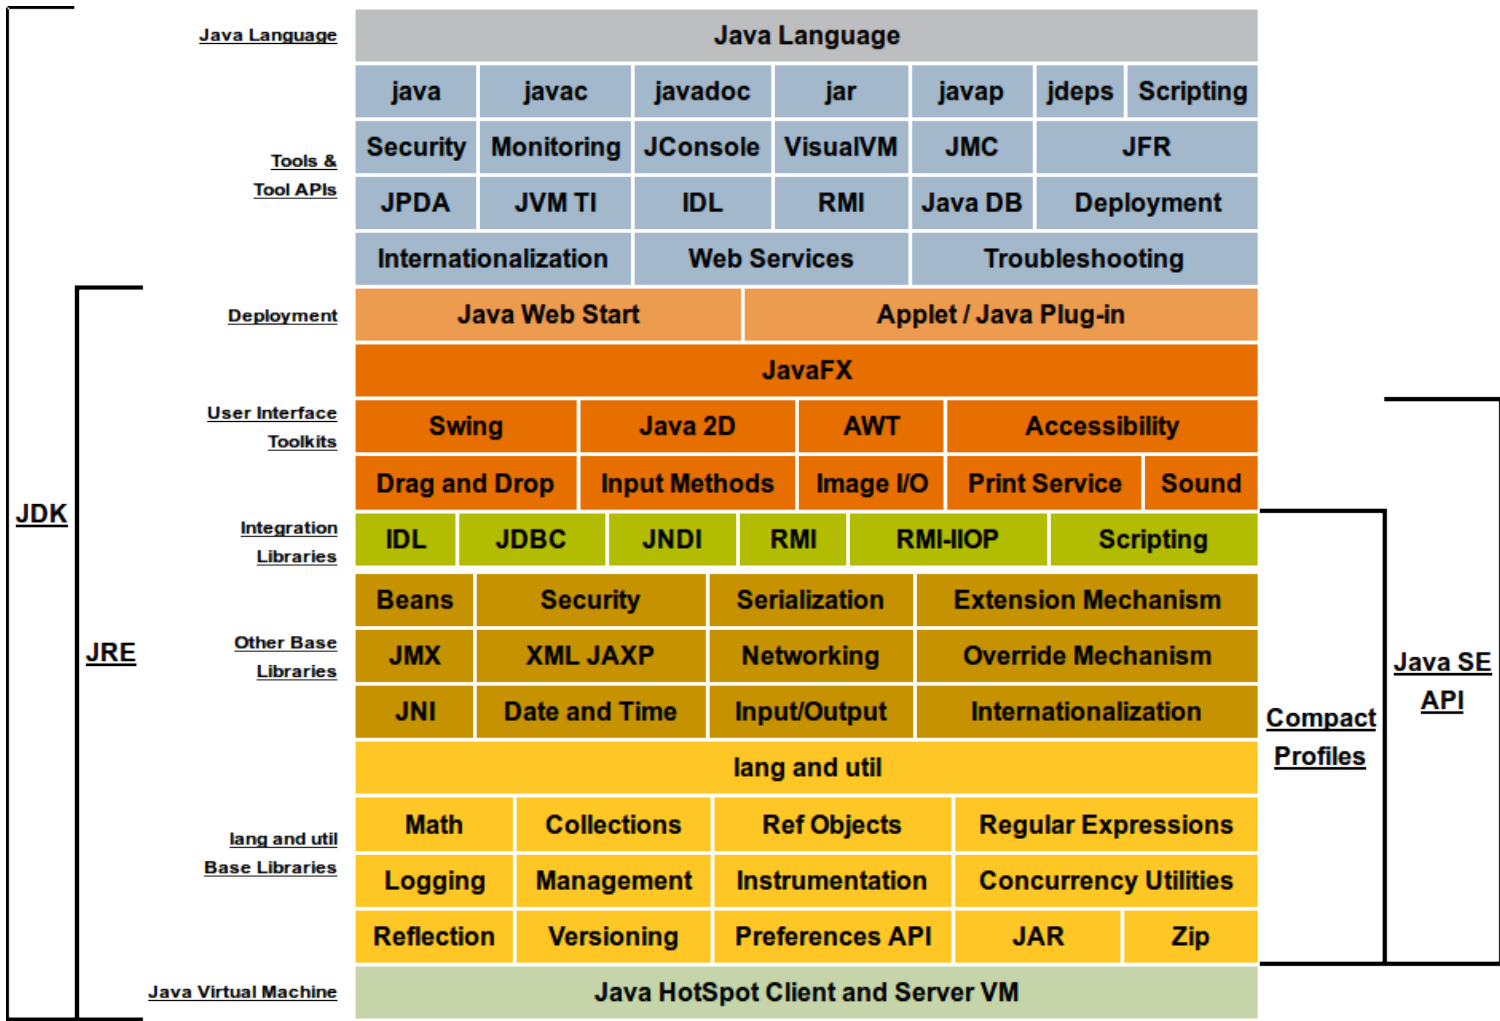 Java Language
Java Language
java javac javadoc jar javap jdeps Scripting
Tools &
Tool APIs
Security Monitoring JConsole VisualVM JMC JFR
JPDA JVM TI IDL RMI Java DB Deployment
Internationalization Web Services Troubleshooting
Deployment
Java Web Start Applet / Java Plug-in
JavaFX
User Interface
Toolkits
Swing Java 2D AWT Accessibility
Drag and Drop Input Methods Image I/O Print Service Sound
JDK
Integration
Libraries
IDL JDBC JNDI RMI RMI-IIOP Scripting
Beans Security Serialization Extension Mechanism
JRE
Other Base
Libraries
JMX XML JAXP Networking Override Mechanism
JNI Date and Time Input/Output Internationalization
Java SE
API
Compact
Profiles
lang and util
lang and util
Base Libraries
Math Collections Ref Objects Regular Expressions
Logging Management Instrumentation Concurrency Utilities
Reflection Versioning Preferences API JAR Zip
Java Virtual Machine
Java HotSpot Client and Server VM